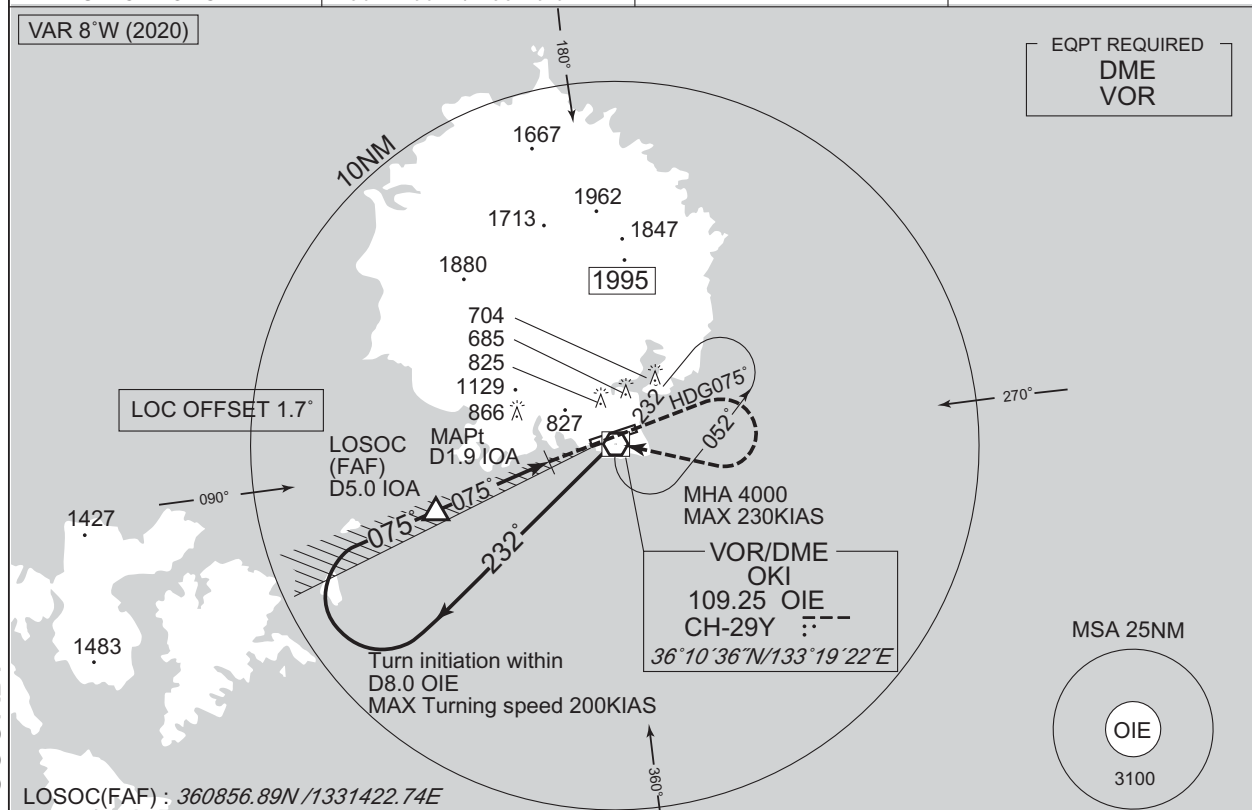 VAR 8˚W (2020)
180˚
EQPT REQUIRED
DME
VOR
10NM
1667
1962
1713
1847
1880
1995
704
685
825
1129
866
827
232
HDG075˚
052˚
270˚
LOC OFFSET 1.7˚
LOSOC
(FAF)
D5.0 IOA
MAPt
D1.9 IOA
090˚
075˚
075˚
232˚
MHA 4000
MAX 230KIAS
1427
1483
VOR/DME
OKI
109.25 OIE
CH-29Y
36˚10´36˝N/133˚19´22˝E
Turn initiation within
D8.0 OIE
MAX Turning speed 200KIAS
360˚
MSA 25NM
OIE
3100
LOSOC(FAF) : 360856.89N /1331422.74E